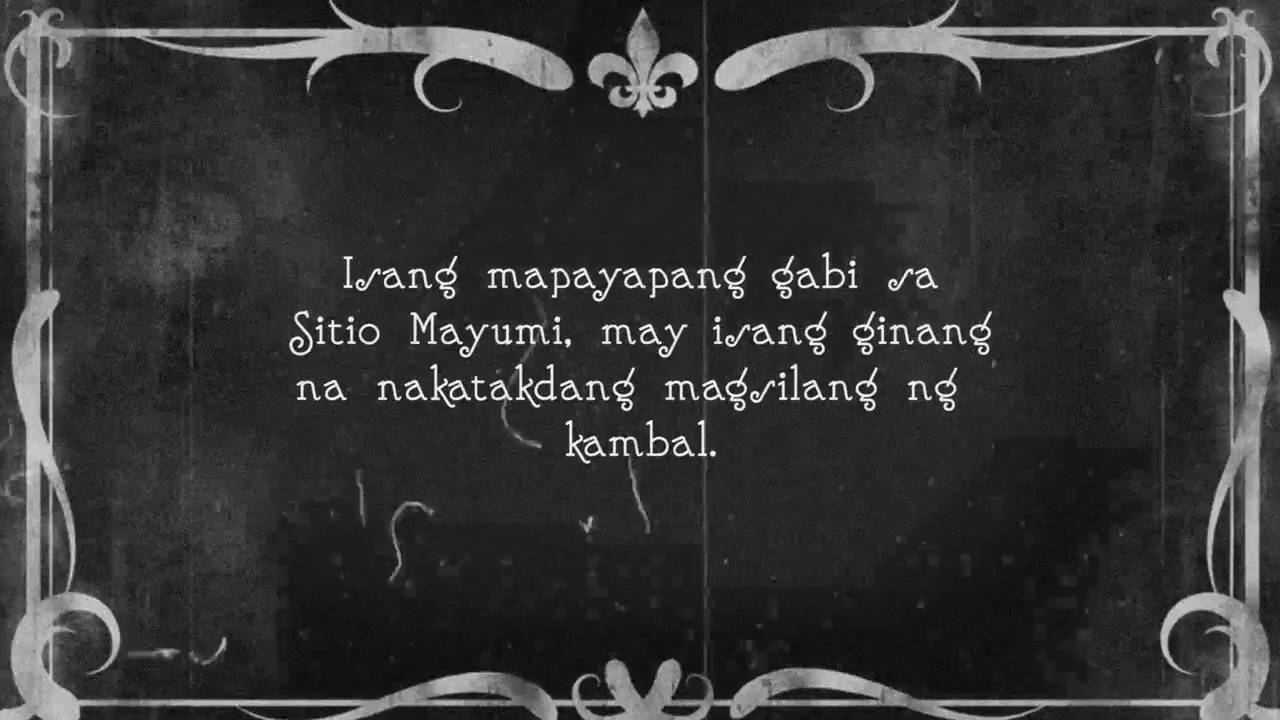 Isang mapayapang gabi sa
Sitio Mayumi, may isang ginang
na nakatakdang magsilang ng
kambal.